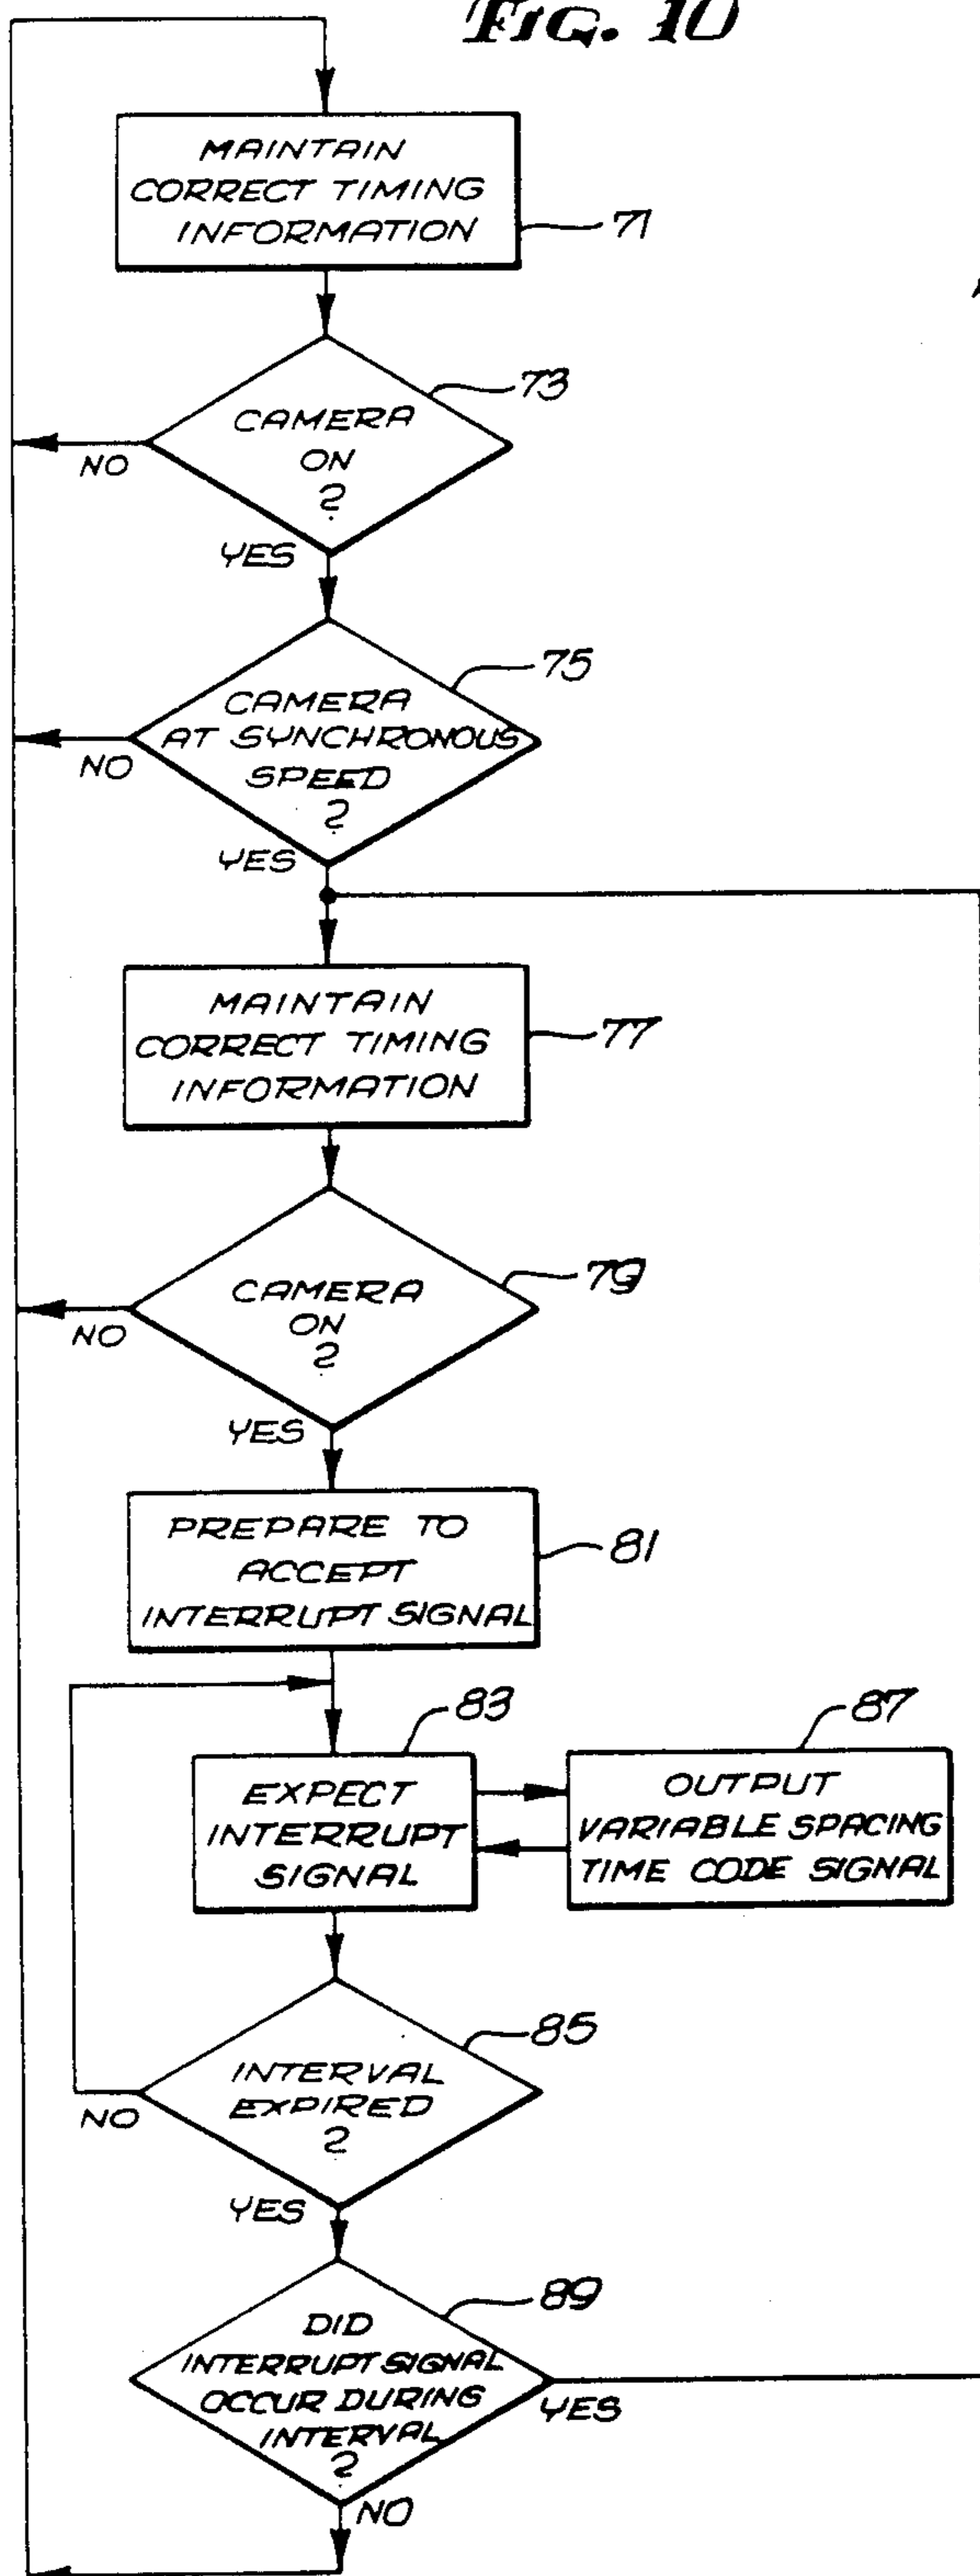 FIG. 10
MAINTAIN
CORRECT TIMING
INFORMATION
71
CAMERA
ON
?
73
NO
YES
CAMERA
AT SYNCHRONOUS
SPEED
?
75
NO
YES
MAINTAIN
CORRECT TIMING
INFORMATION
77
CAMERA
ON
?
79
NO
YES
PREPARE TO
ACCEPT
INTERRUPT SIGNAL
81
EXPECT
INTERRUPT
SIGNAL
83
OUTPUT
VARIABLE SPACING
TIME CODE SIGNAL
87
INTERVAL
EXPIRED
?
85
NO
YES
DID
INTERRUPT SIGNAL
OCCUR DURING
INTERVAL
?
89
YES
NO